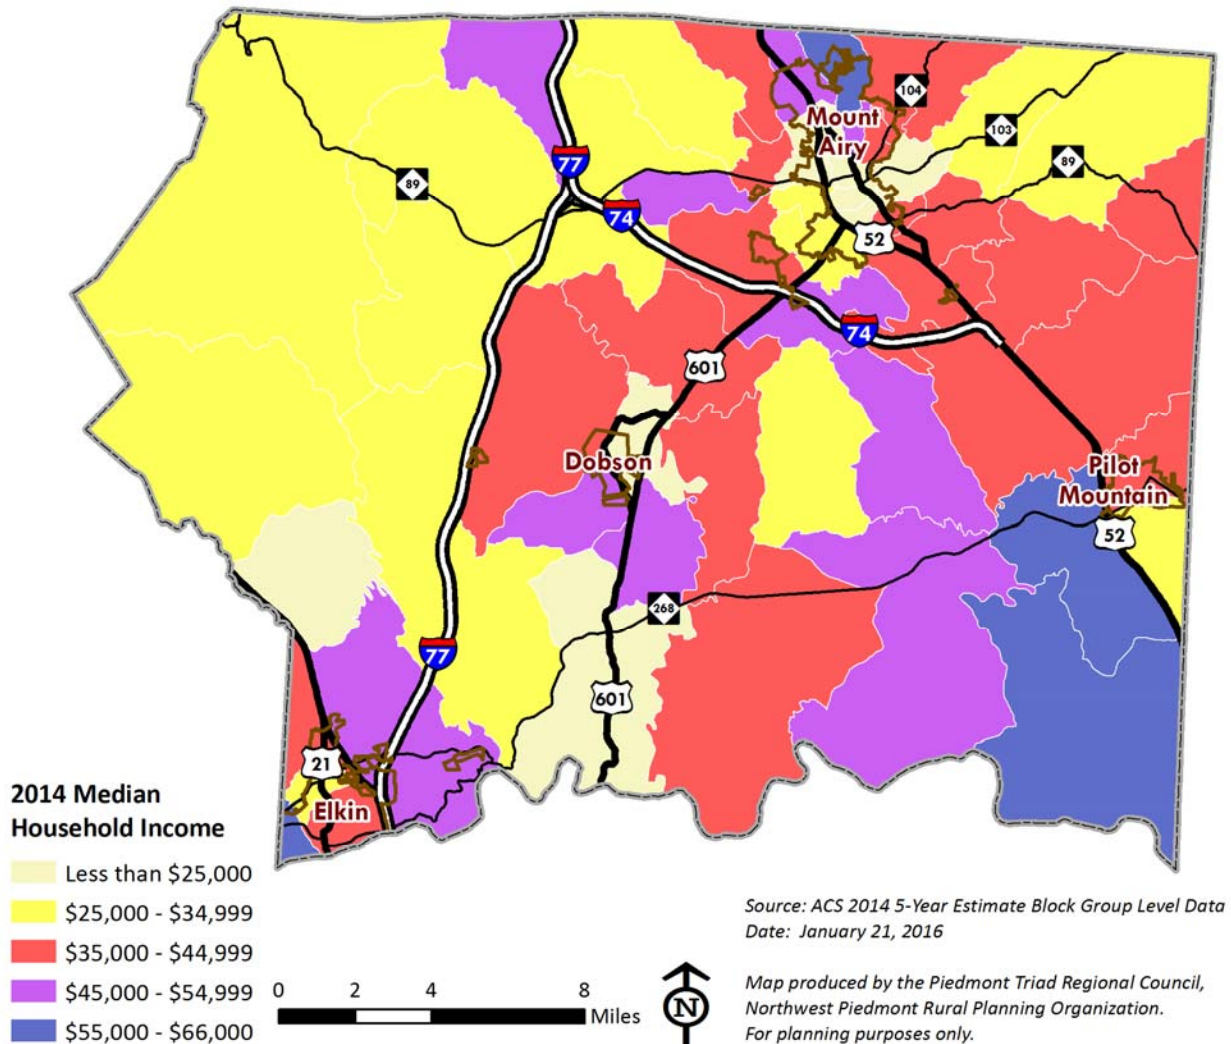 104
Mount
Airy
103
77
89
89
74
52
74
601
Dobson
Pilot
Mountain
52
268
77
601
21
Elkin
2014 Median
Household Income
Less than $25,000
$25,000 - $34,999
$35,000 - $44,999
$45,000 - $54,999
$55,000 - $66,000
0 2 4 8 Miles
N
Source: ACS 2014 5-Year Estimate Block Group Level Data
Date: January 21, 2016
Map produced by the Piedmont Triad Regional Council,
Northwest Piedmont Rural Planning Organization.
For planning purposes only.